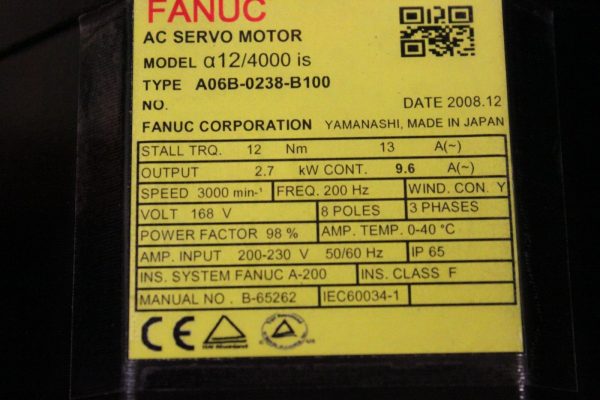 FANUC
AC SERVO MOTOR
MODEL α12/4000 is
TYPE A06B-0238-B100
NO.
DATE 2008.12
FANUC CORPORATION YAMANASHI, MADE IN JAPAN
STALL TRQ. 12 Nm 13 A(~)
OUTPUT 2.7 kW CONT. 9.6 A(~)
SPEED 3000 min-¹ FREQ. 200 Hz WIND. CON. Y
VOLT 168 V 8 POLES 3 PHASES
POWER FACTOR 98 % AMP. TEMP. 0-40 °C
AMP. INPUT 200-230 V 50/60 Hz IP 65
INS. SYSTEM FANUC A-200 INS. CLASS F
MANUAL NO. B-65262 IEC60034-1
CE